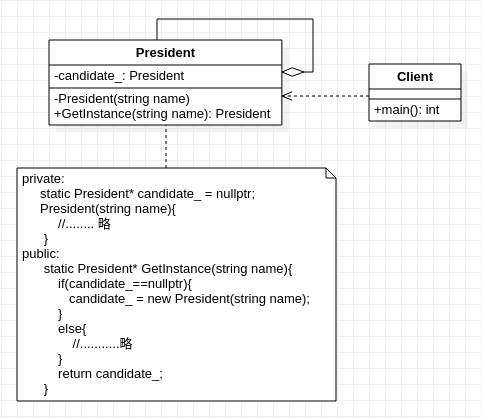 President
-candidate_: President
-President(string name)
+GetInstance(string name): President
Client
+main(): int
private:
static President* candidate_ = nullptr;
President(string name){
//........ 略
}
public:
static President* GetInstance(string name){
if(candidate_==nullptr){
candidate_ = new President(string name);
}
else{
//...........略
}
return candidate_;
}